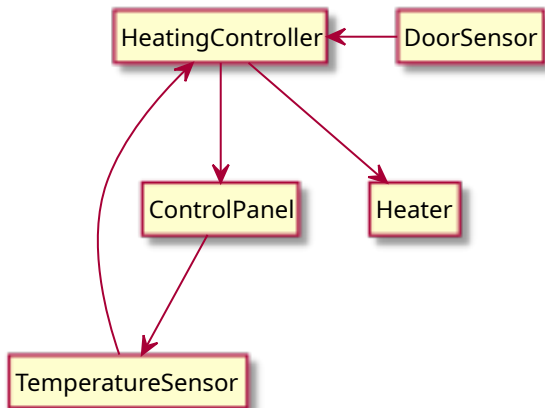 HeatingController
DoorSensor
ControlPanel
Heater
TemperatureSensor